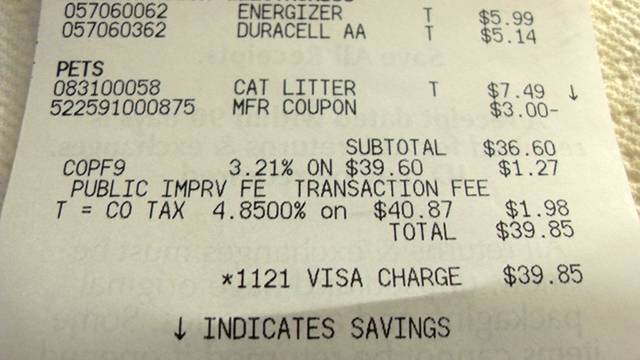 057060062 ENERGIZER T $5.99
057060362 DURACELL AA T $5.14
PETS
083100058 CAT LITTER T $7.49 ↓
522591000875 MFR COUPON $3.00-
SUBTOTAL $36.60
COPF9 3.21% ON $39.60 $1.27
PUBLIC IMPRV FE TRANSACTION FEE
T = CO TAX 4.8500% on $40.87 $1.98
TOTAL $39.85
*1121 VISA CHARGE $39.85
↓ INDICATES SAVINGS